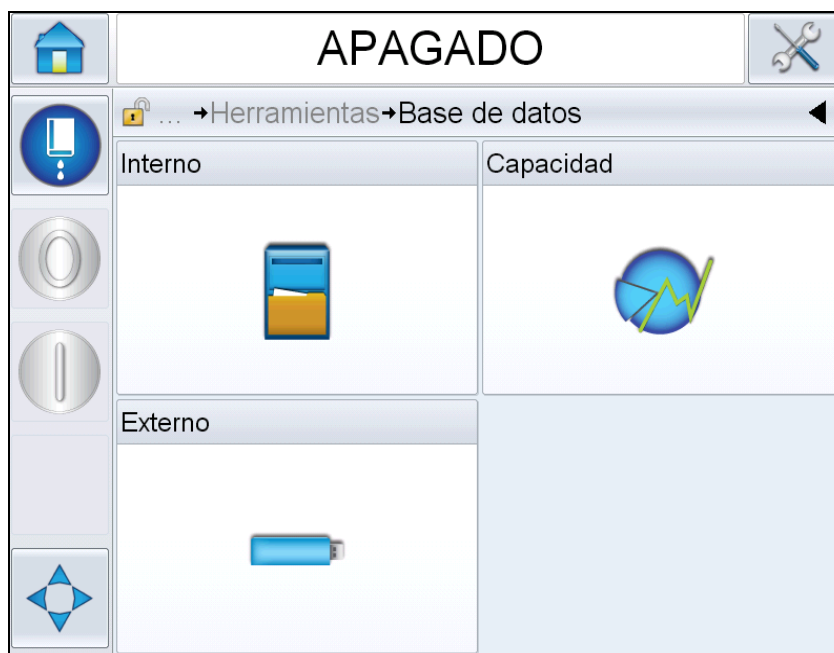 APAGADO
... →Herramientas→Base de datos
Interno
Capacidad
Externo